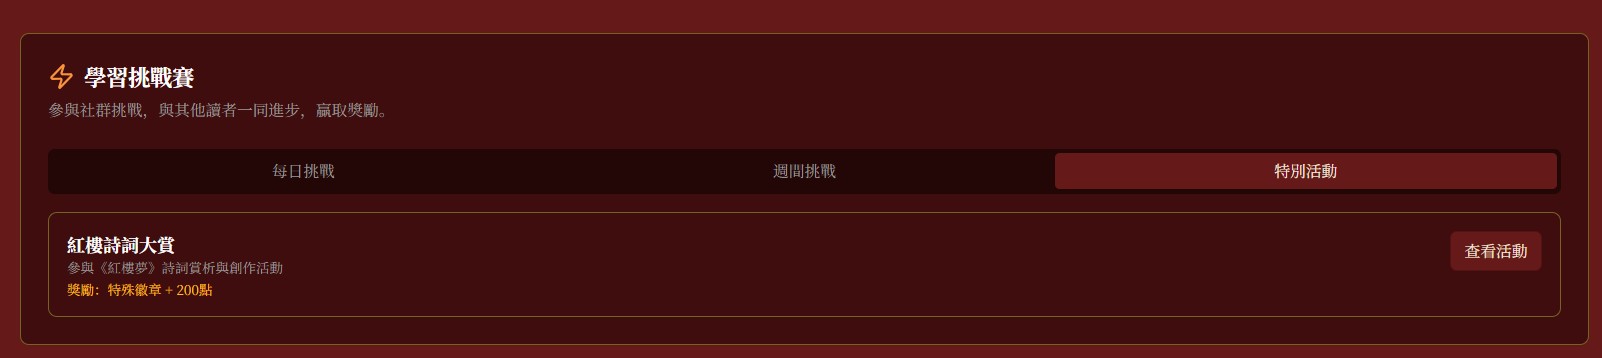 學習挑戰賽
參與社群挑戰，與其他讀者一同進步，贏取獎勵。
每日挑戰
週間挑戰
特別活動
紅樓詩詞大賞
查看活動
參與《紅樓夢》詩詞賞析與創作活動
獎勵：特殊徽章 + 200點